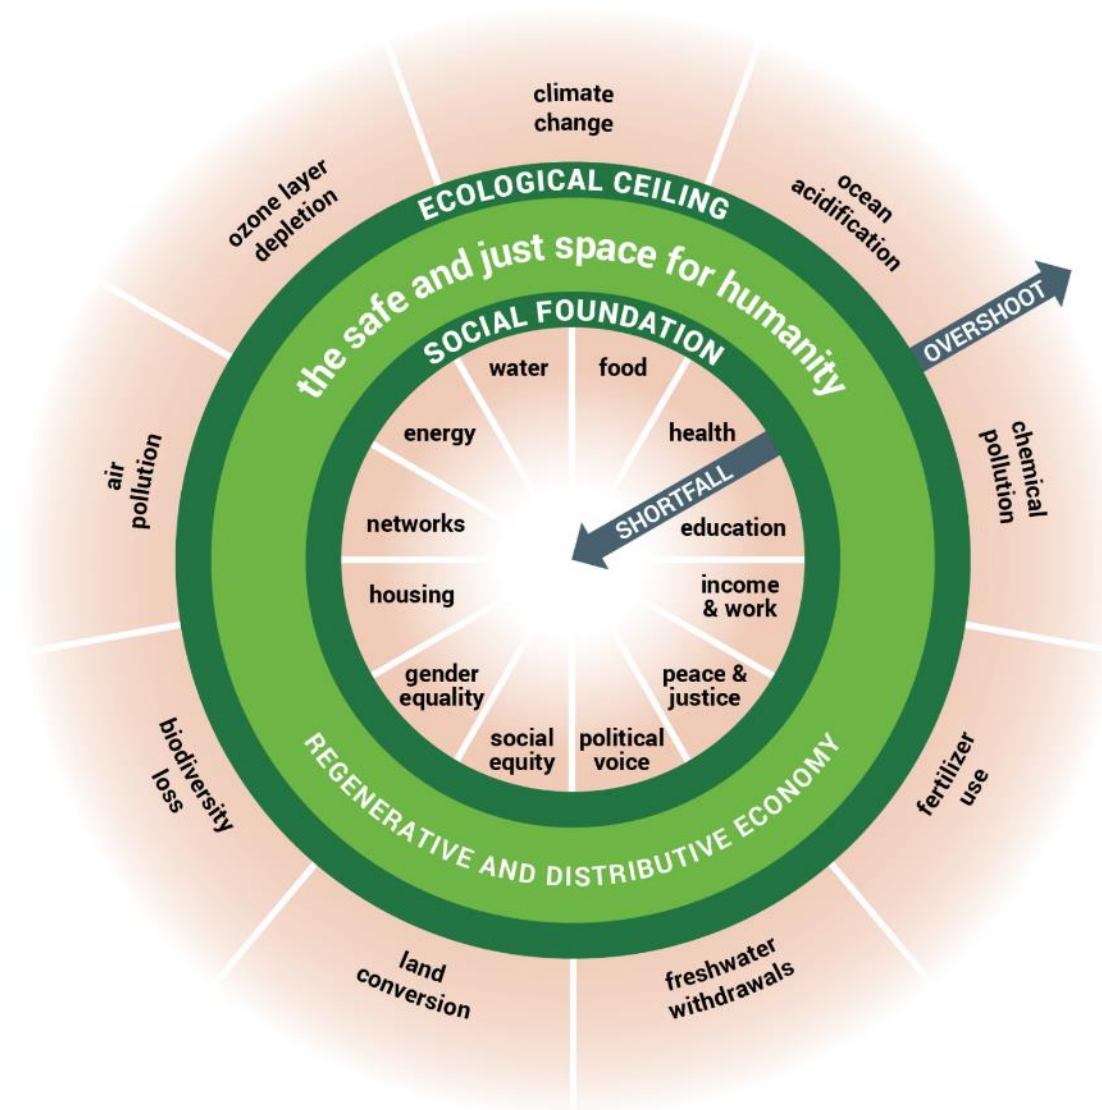 climate
change
ocean
acidification
OVERSHOOT
chemical
pollution
fertilizer
use
freshwater
withdrawals
land
conversion
biodiversity
loss
air
pollution
ozone layer
depletion
ECOLOGICAL CEILING
the safe and just space for humanity
SOCIAL FOUNDATION
water
food
health
SHORTFALL
education
income
& work
peace &
justice
political
voice
social
equity
gender
equality
housing
networks
energy
REGENERATIVE AND DISTRIBUTIVE ECONOMY